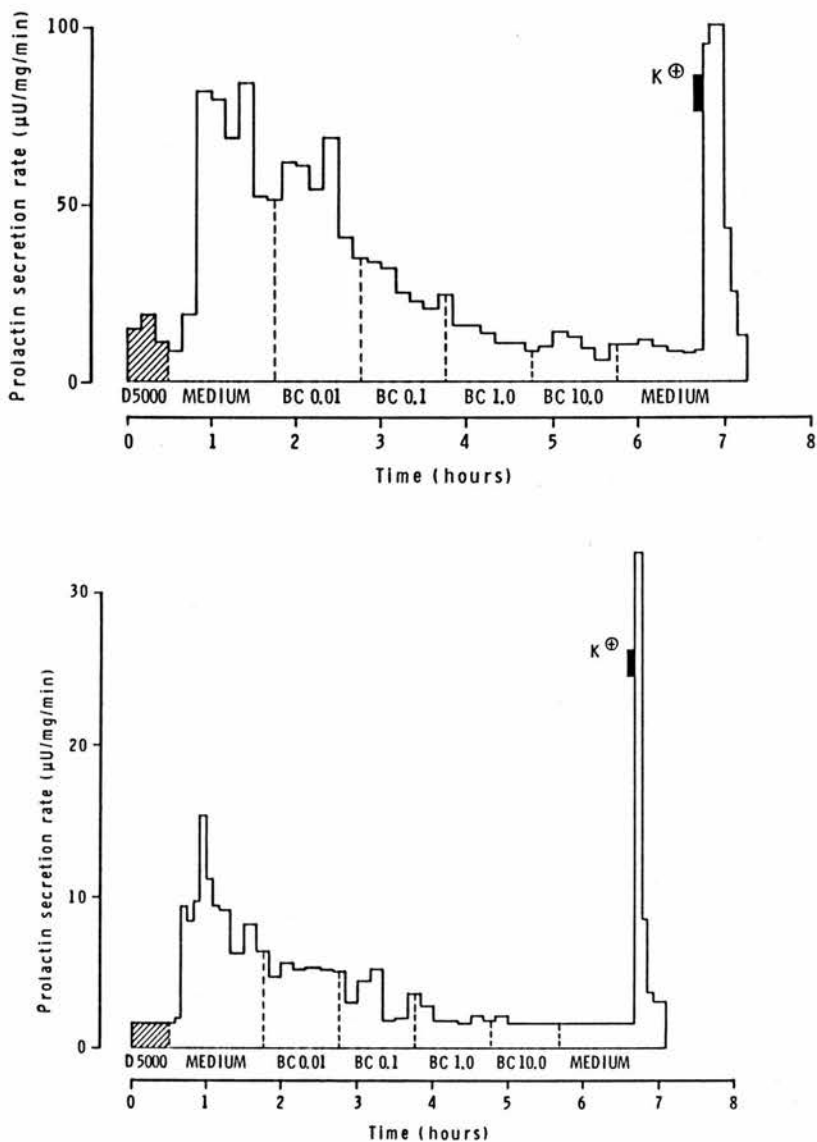 Prolactin secretion rate (µU/mg/min)
100
50
0
K⊕
D5000 MEDIUM BC 0.01 BC 0.1 BC 1.0 BC 10.0 MEDIUM
0 1 2 3 4 5 6 7 8
Time (hours)
Prolactin secretion rate (µU/mg/min)
30
20
10
0
K⊕
D5000 MEDIUM BC 0.01 BC 0.1 BC 1.0 BC 10.0 MEDIUM
0 1 2 3 4 5 6 7 8
Time (hours)